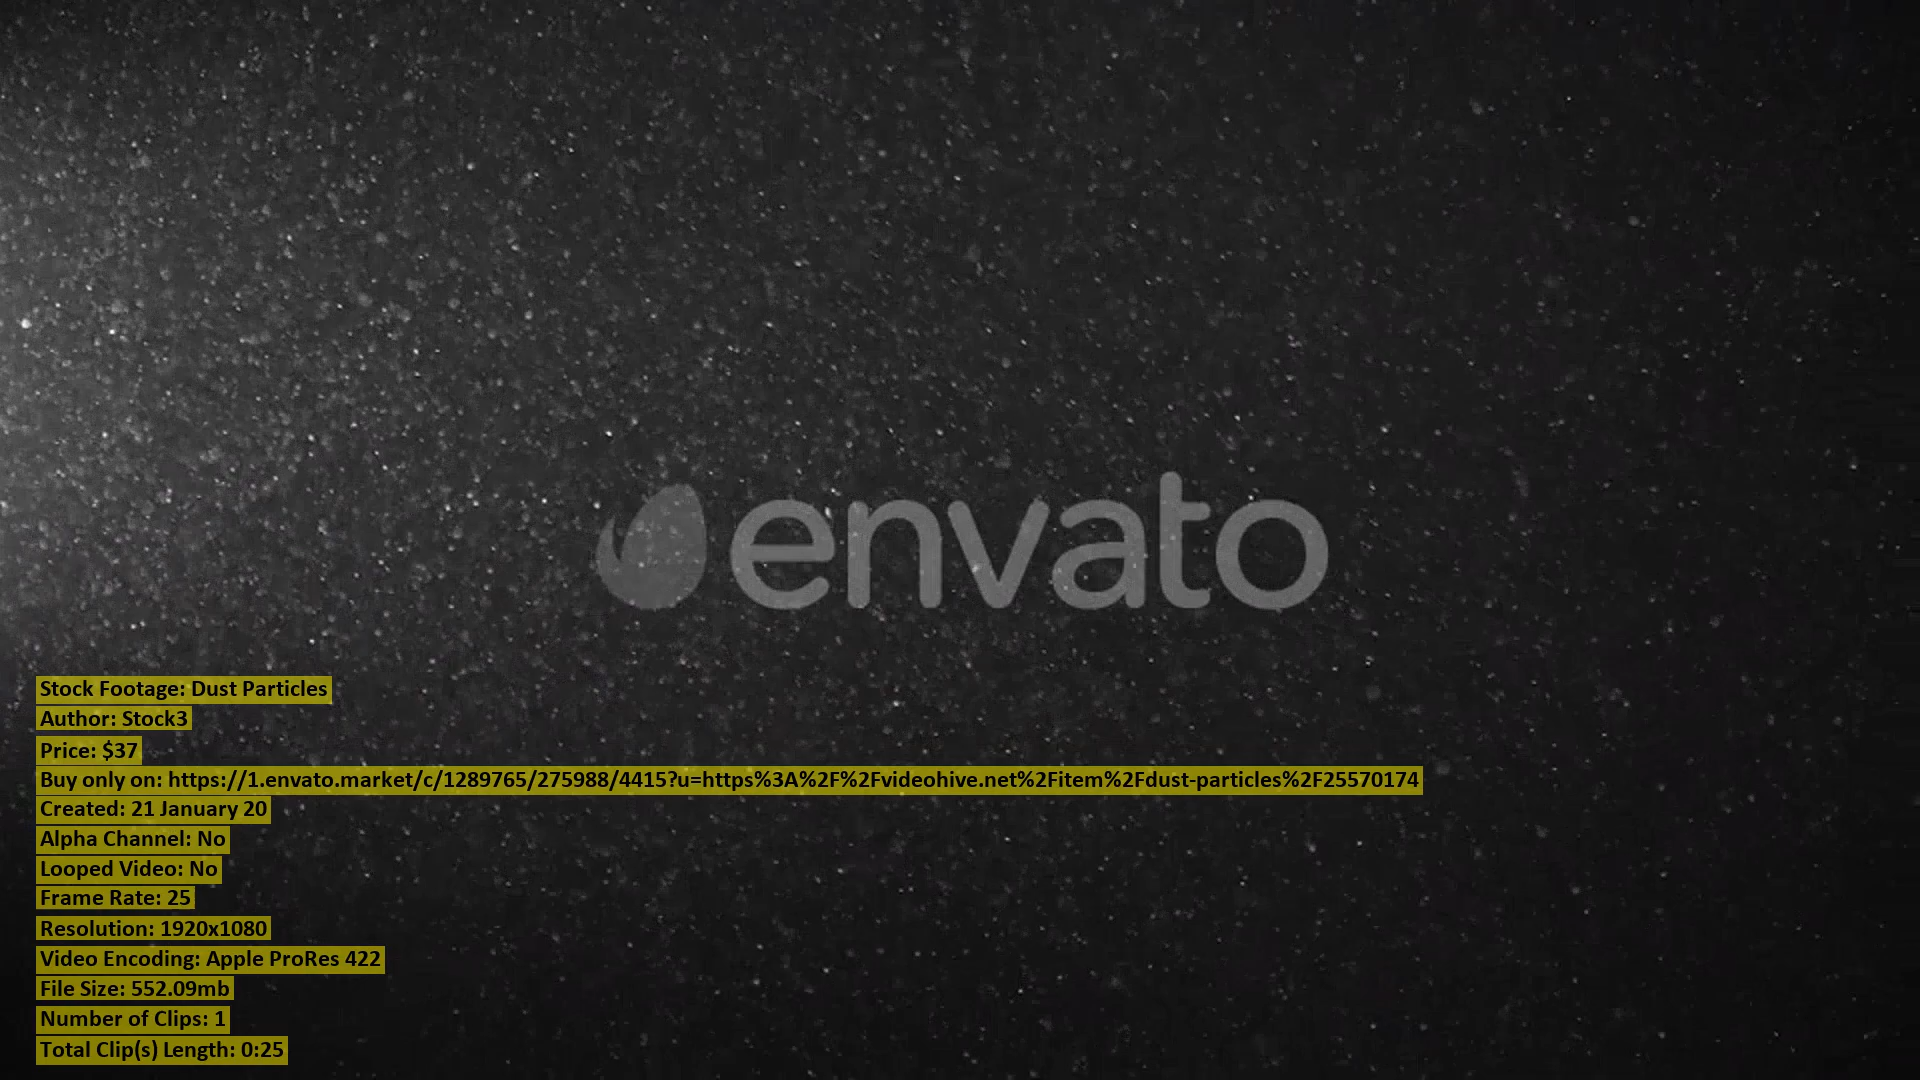 envato
Stock Footage: Dust Particles
Author: Stock3
Price: $37
Buy only on: https://1.envato.market/c/1289765/275988/4415?u=https%3A%2F%2Fvideohive.net%2Fitem%2Fdust-particles%2F25570174
Created: 21 January 20
Alpha Channel: No
Looped Video: No
Frame Rate: 25
Resolution: 1920x1080
Video Encoding: Apple ProRes 422
File Size: 552.09mb
Number of Clips: 1
Total Clip(s) Length: 0:25